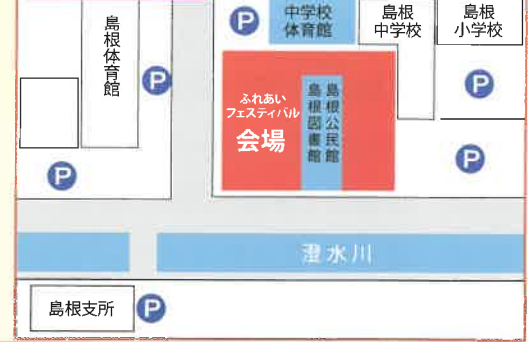 P
中学校
体育館
島根
中学校
島根
小学校
島根体育館
P
P
ふれあい
フェスティバル
会場
島根公民館
島根図書館
P
P
澄水川
島根支所
P